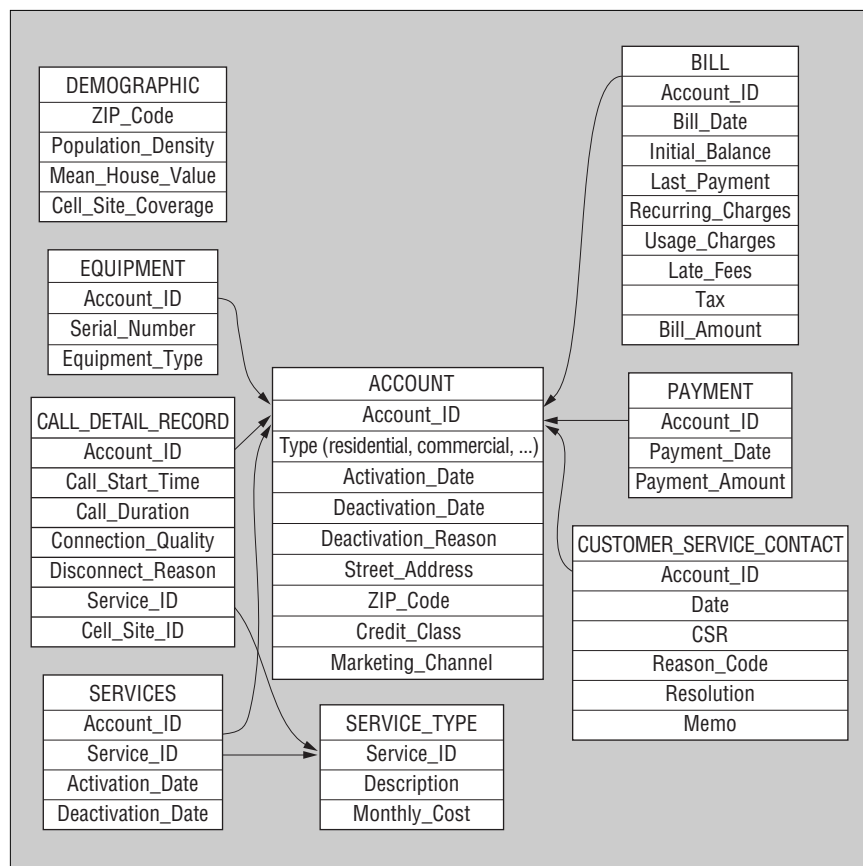 DEMOGRAPHIC
ZIP_Code
Population_Density
Mean_House_Value
Cell_Site_Coverage
EQUIPMENT
Account_ID
Serial_Number
Equipment_Type
CALL_DETAIL_RECORD
Account_ID
Call_Start_Time
Call_Duration
Connection_Quality
Disconnect_Reason
Service_ID
Cell_Site_ID
SERVICES
Account_ID
Service_ID
Activation_Date
Deactivation_Date
ACCOUNT
Account_ID
Type (residential, commercial, ...)
Activation_Date
Deactivation_Date
Deactivation_Reason
Street_Address
ZIP_Code
Credit_Class
Marketing_Channel
SERVICE_TYPE
Service_ID
Description
Monthly_Cost
BILL
Account_ID
Bill_Date
Initial_Balance
Last_Payment
Recurring_Charges
Usage_Charges
Late_Fees
Tax
Bill_Amount
PAYMENT
Account_ID
Payment_Date
Payment_Amount
CUSTOMER_SERVICE_CONTACT
Account_ID
Date
CSR
Reason_Code
Resolution
Memo